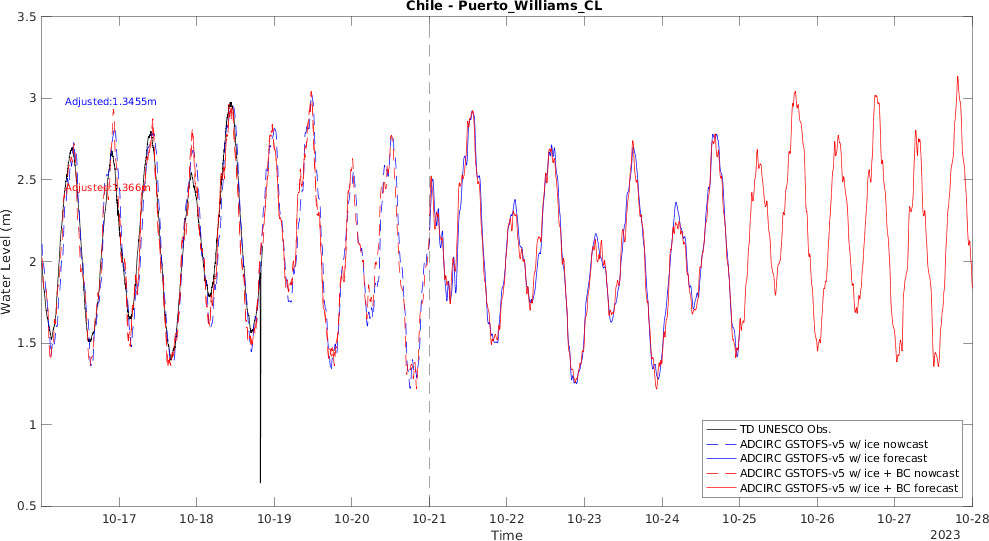 Chile - Puerto_Williams_CL
3.5
3
2.5
2
1.5
1
0.5
Water Level (m)
Adjusted:1.3455m
Adjusted:1.366m
TD UNESCO Obs.
ADCIRC GSTOFS-v5 w/ ice nowcast
ADCIRC GSTOFS-v5 w/ ice forecast
ADCIRC GSTOFS-v5 w/ ice + BC nowcast
ADCIRC GSTOFS-v5 w/ ice + BC forecast
10-17 10-18 10-19 10-20 10-21 10-22 10-23 10-24 10-25 10-26 10-27 10-28
Time
2023